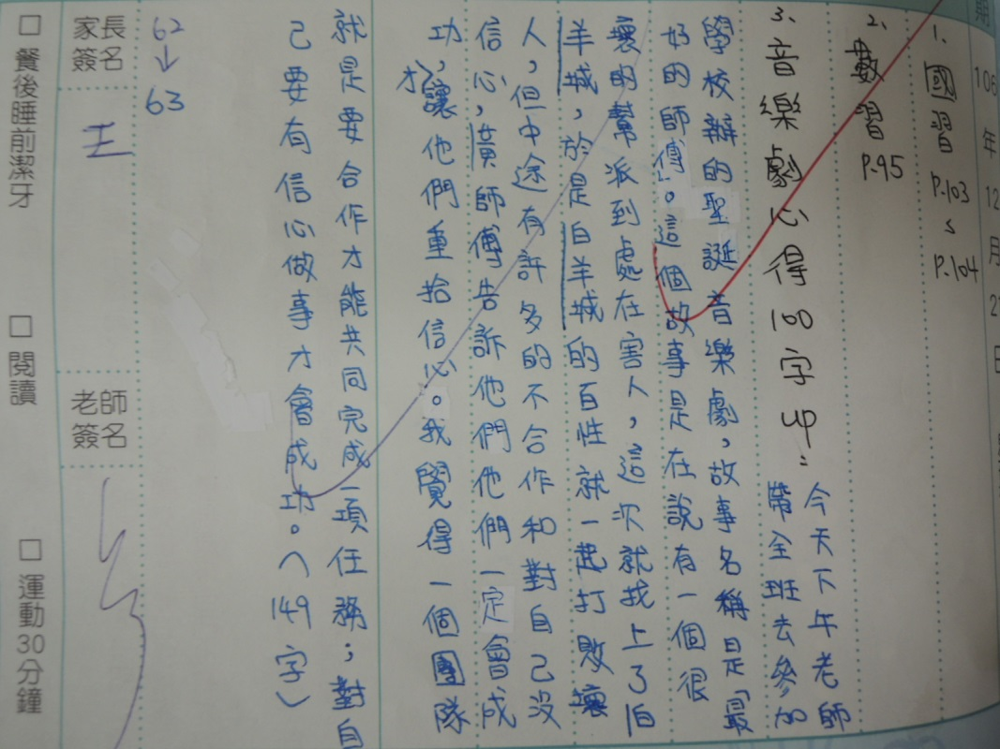 106年12月
1、國習 P.103~P.104
2、數習 P.95
3、音樂劇心得100字up:今天下午老師
帶全班去參加
學校辦的聖誕音樂劇,故事名稱是「最
好的師傅」。這個故事是在說有一個很
壞的幫派到處在害人,這次就找上了白
羊城,於是白羊城的百性就一起打敗壞
人,但中途有許多的不合作和對自己沒
信心,黃師傅告訴他們他們一定會成
功,才讓他們重拾信心。我覺得一個團隊
就是要合作才能共同完成一項任務;對自
己要有信心做事才會成功。(149字)
62→63
家長
簽名
王
老師
簽名
□ 餐後睡前潔牙 □ 閱讀 □ 運動30分鐘